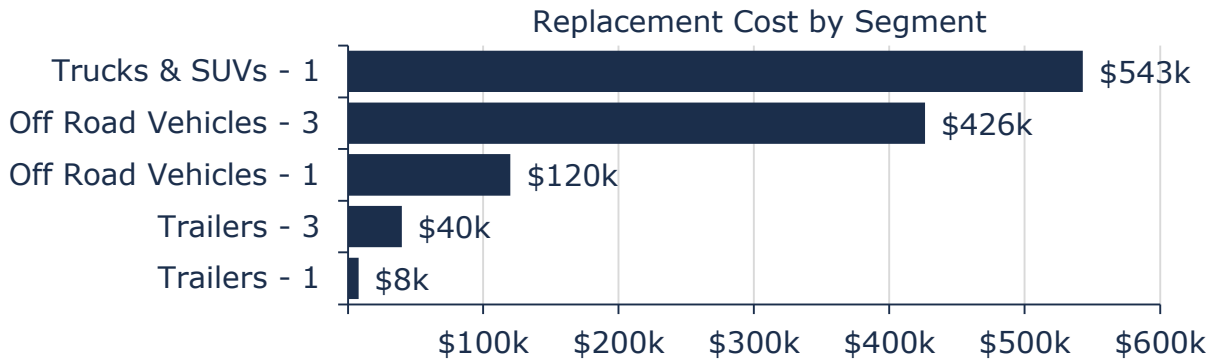 Replacement Cost by Segment
Trucks & SUVs - 1 $543k
Off Road Vehicles - 3 $426k
Off Road Vehicles - 1 $120k
Trailers - 3 $40k
Trailers - 1 $8k
$100k $200k $300k $400k $500k $600k